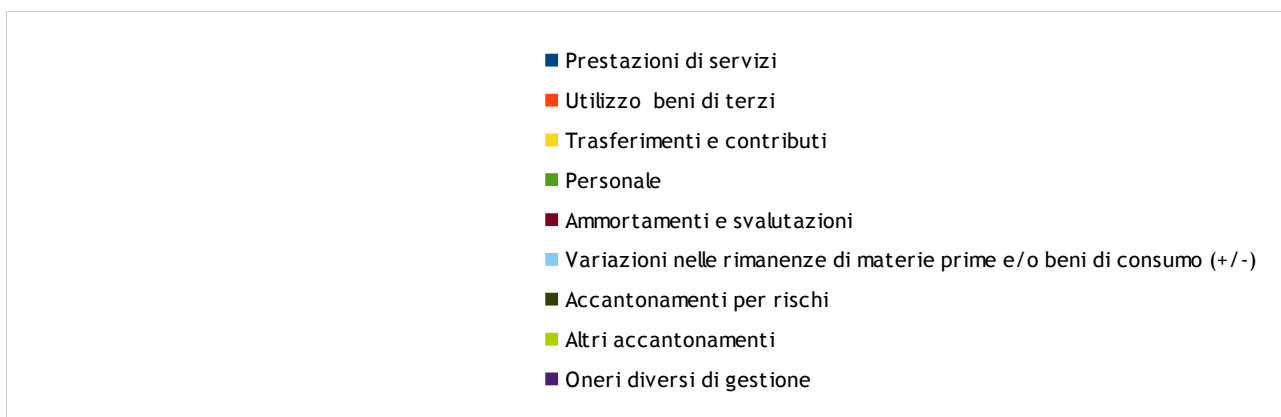 Prestazioni di servizi
Utilizzo beni di terzi
Trasferimenti e contributi
Personale
Ammortamenti e svalutazioni
Variazioni nelle rimanenze di materie prime e/o beni di consumo (+/-)
Accantonamenti per rischi
Altri accantonamenti
Oneri diversi di gestione